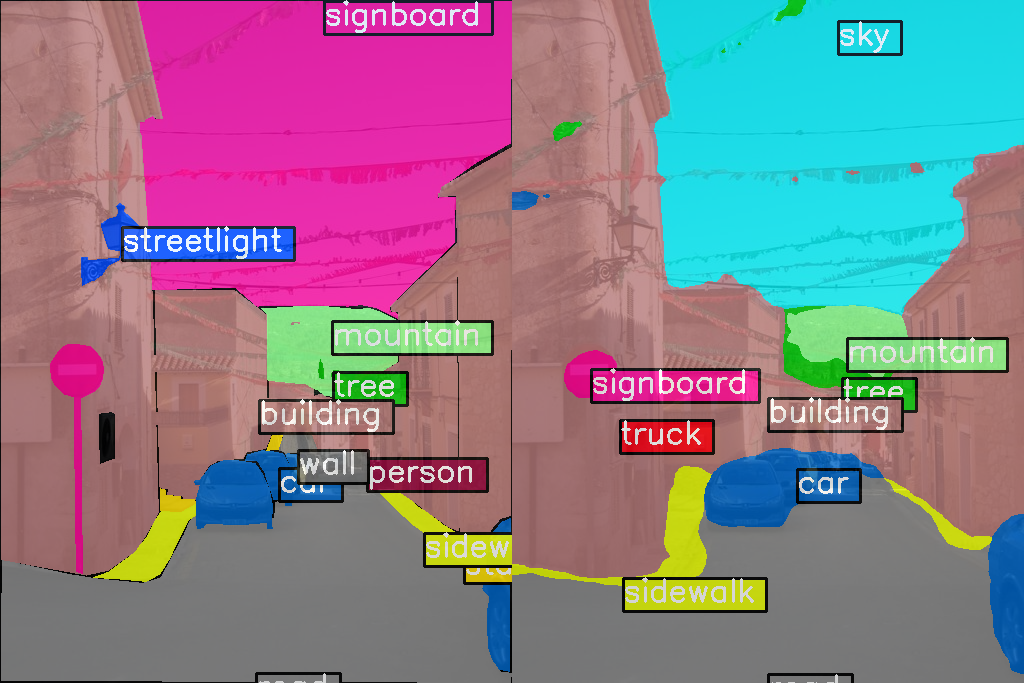 signboard
streetlight
mountain
tree
building
wall
car
person
sidew
road
sky
mountain
tree
signboard
building
truck
car
sidewalk
road